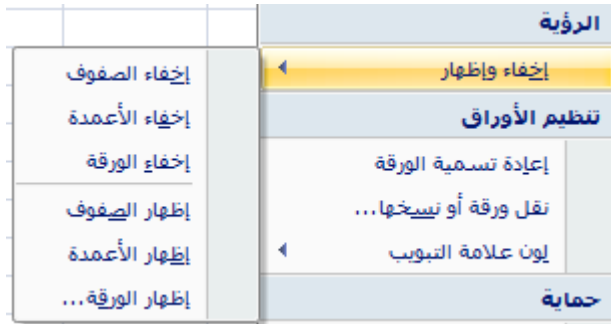 الرؤية
إخفاء وإظهار
إخفاء الصفوف
إخفاء الأعمدة
إخفاء الورقة
إظهار الصفوف
إظهار الأعمدة
إظهار الورقة...
تنظيم الأوراق
إعادة تسمية الورقة
نقل ورقة أو نسخها...
لون علامة التبويب
حماية